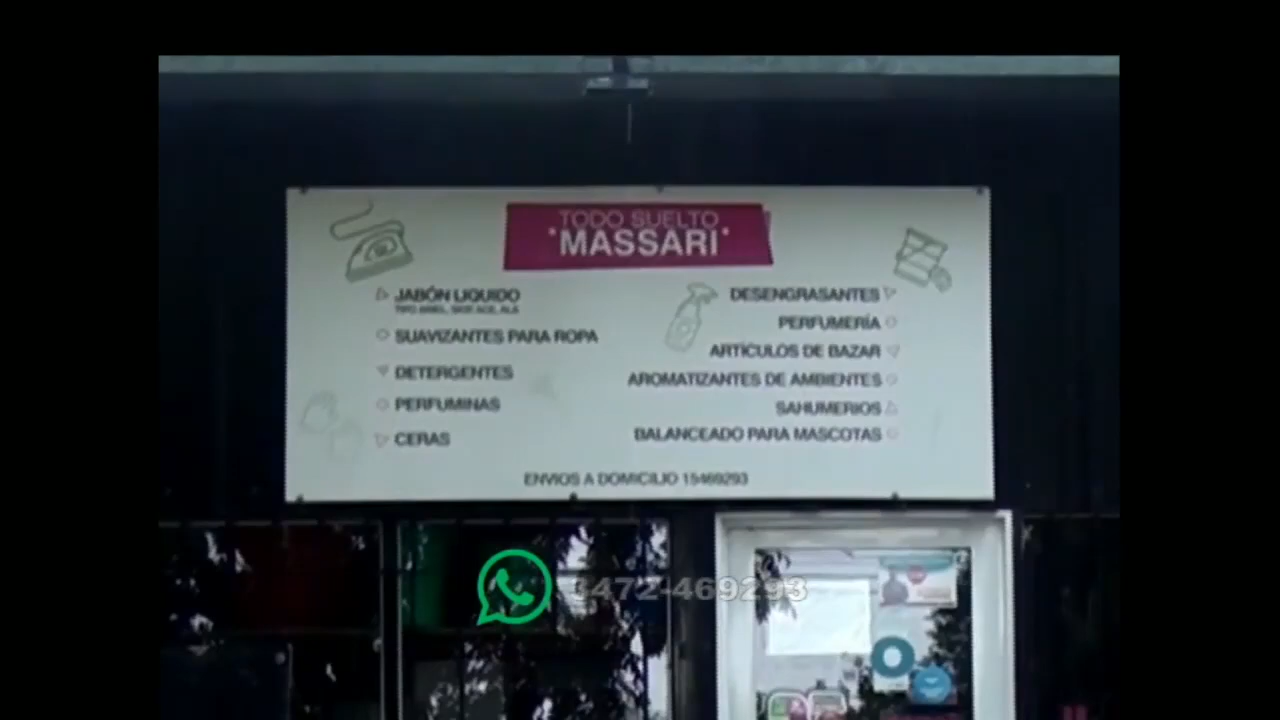 TODO SUELTO
"MASSARI"
JABÓN LIQUIDO
SUAVIZANTES PARA ROPA
DETERGENTES
PERFUMINAS
CERAS
DESENGRASANTES
PERFUMERÍA
ARTÍCULOS DE BAZAR
AROMATIZANTES DE AMBIENTES
SAHUMERIOS
BALANCEADO PARA MASCOTAS
ENVIOS A DOMICILIO 15469293
3472-469293